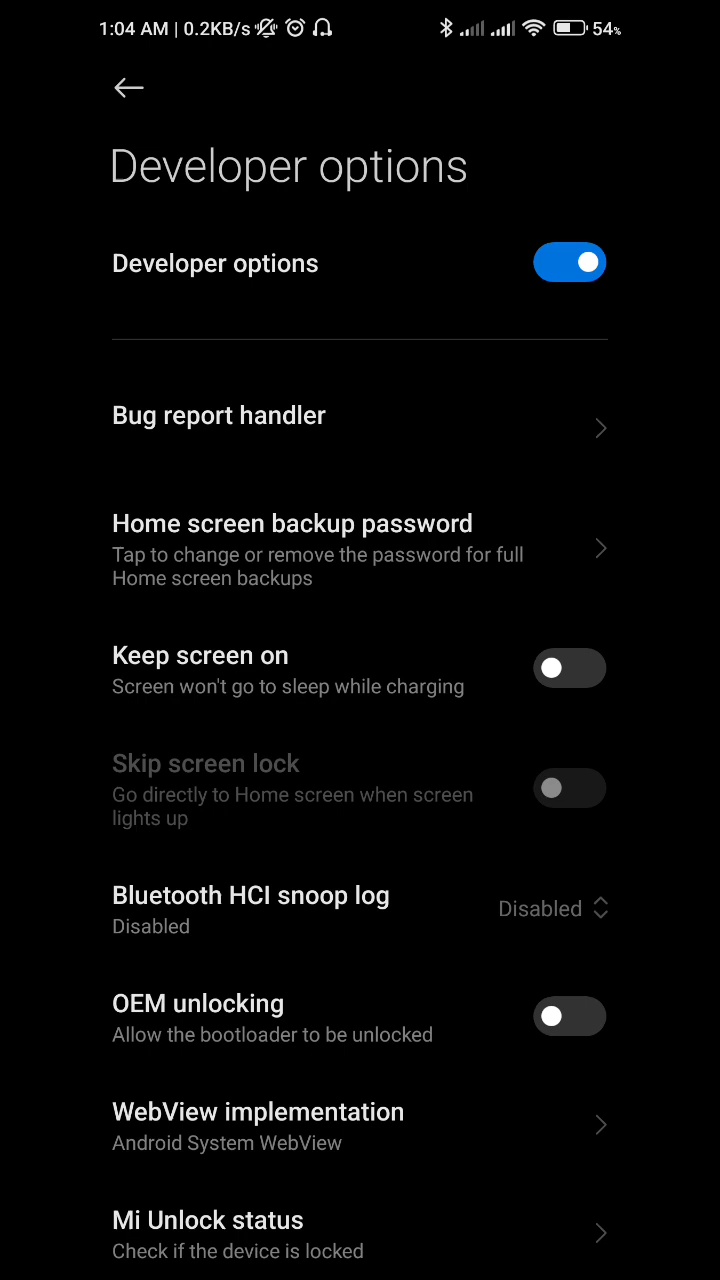 1:04 AM | 0.2KB/s 54%
Developer options
Developer options
Bug report handler
Home screen backup password
Tap to change or remove the password for full
Home screen backups
Keep screen on
Screen won't go to sleep while charging
Skip screen lock
Go directly to Home screen when screen
lights up
Bluetooth HCI snoop log
Disabled
Disabled
OEM unlocking
Allow the bootloader to be unlocked
WebView implementation
Android System WebView
Mi Unlock status
Check if the device is locked